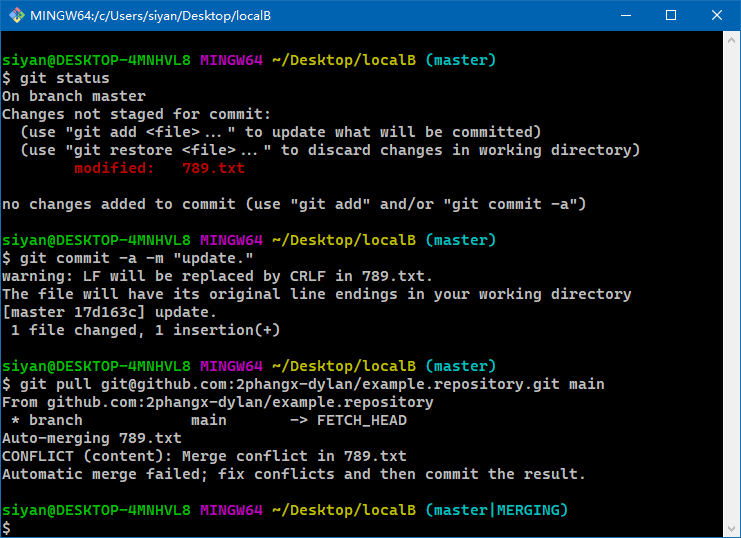 MINGW64:/c/Users/siyan/Desktop/localB
siyan@DESKTOP-4MNHVL8 MINGW64 ~/Desktop/localB (master)
$ git status
On branch master
Changes not staged for commit:
  (use "git add <file>..." to update what will be committed)
  (use "git restore <file>..." to discard changes in working directory)
        modified:   789.txt
no changes added to commit (use "git add" and/or "git commit -a")
siyan@DESKTOP-4MNHVL8 MINGW64 ~/Desktop/localB (master)
$ git commit -a -m "update."
warning: LF will be replaced by CRLF in 789.txt.
The file will have its original line endings in your working directory
[master 17d163c] update.
 1 file changed, 1 insertion(+)
siyan@DESKTOP-4MNHVL8 MINGW64 ~/Desktop/localB (master)
$ git pull git@github.com:2phangx-dylan/example.repository.git main
From github.com:2phangx-dylan/example.repository
 * branch            main       -> FETCH_HEAD
Auto-merging 789.txt
CONFLICT (content): Merge conflict in 789.txt
Automatic merge failed; fix conflicts and then commit the result.
siyan@DESKTOP-4MNHVL8 MINGW64 ~/Desktop/localB (master|MERGING)
$